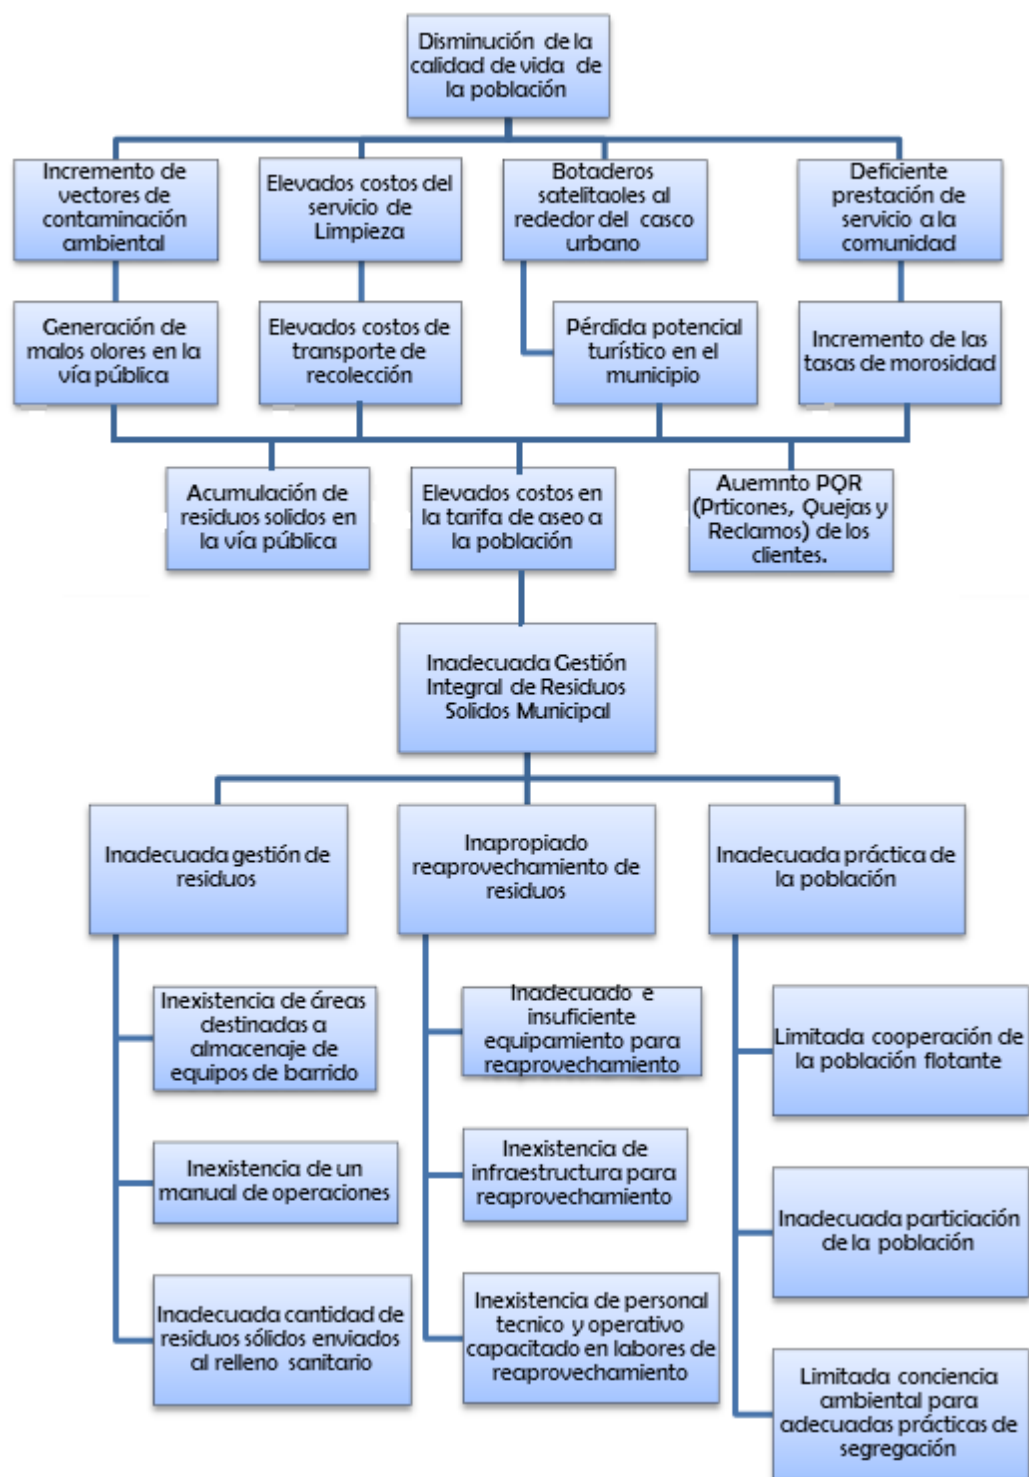 Disminución de la
calidad de vida de
la población
Incremento de
vectores de
contaminación
ambiental
Elevados costos del
servicio de
Limpieza
Botaderos
satelitaoles al
rededor del casco
urbano
Deficiente
prestación de
servicio a la
comunidad
Generación de
malos olores en la
vía pública
Elevados costos de
transporte de
recolección
Pérdida potencial
turístico en el
municipio
Incremento de las
tasas de morosidad
Acumulación de
residuos solidos en
la vía pública
Elevados costos en
la tarifa de aseo a
la población
Auemnto PQR
(Prticones, Quejas y
Reclamos) de los
clientes.
Inadecuada Gestión
Integral de Residuos
Solidos Municipal
Inadecuada gestión de
residuos
Inapropiado
reaprovechamiento de
residuos
Inadecuada práctica de
la población
Inexistencia de áreas
destinadas a
almacenaje de
equipos de barrido
Inadecuado e
insuficiente
equipamiento para
reaprovechamiento
Limitada cooperación de
la población flotante
Inexistencia de un
manual de operaciones
Inexistencia de
infraestructura para
reaprovechamiento
Inadecuada particiación
de la población
Inadecuada cantidad de
residuos sólidos enviados
al relleno sanitario
Inexistencia de personal
tecnico y operativo
capacitado en labores de
reaprovechamiento
Limitada conciencia
ambiental para
adecuadas prácticas de
segregación